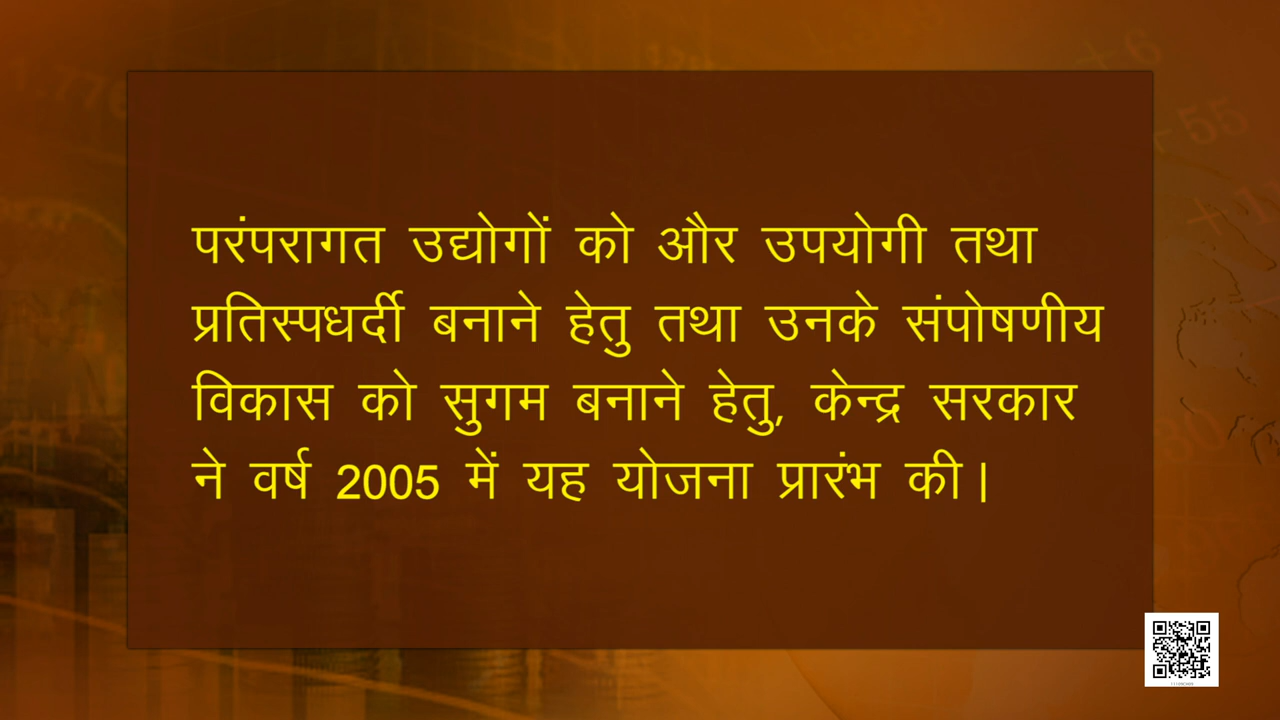 परंपरागत उद्योगों को और उपयोगी तथा
प्रतिस्पधर्दी बनाने हेतु तथा उनके संपोषणीय
विकास को सुगम बनाने हेतु, केन्द्र सरकार
ने वर्ष 2005 में यह योजना प्रारंभ की।